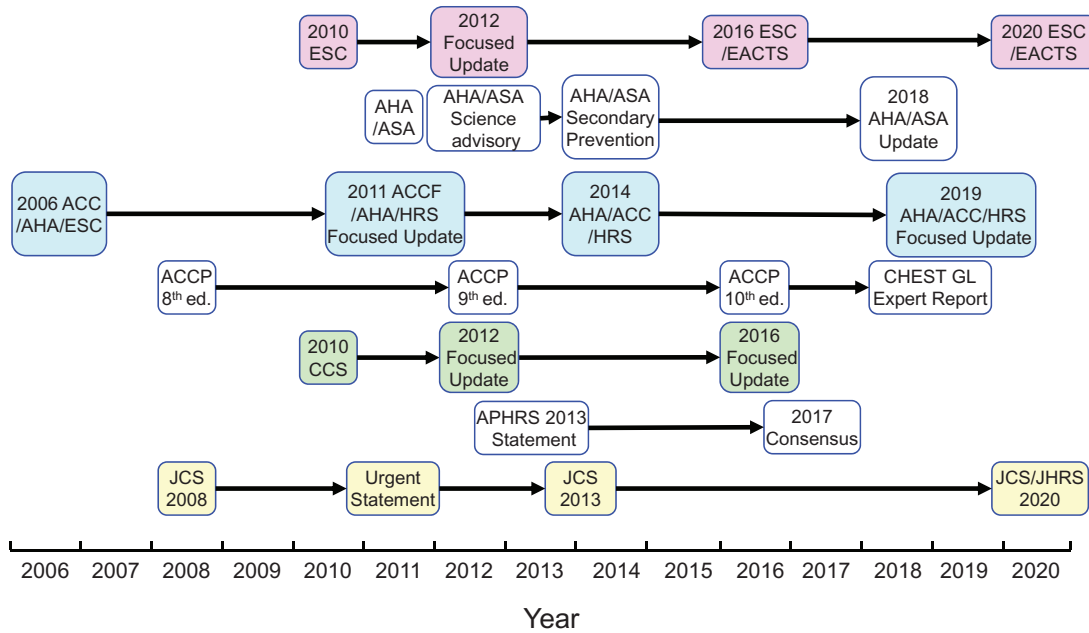 2010
ESC
2012
Focused
Update
2016 ESC
/EACTS
2020 ESC
/EACTS
AHA
/ASA
AHA/ASA
Science
advisory
AHA/ASA
Secondary
Prevention
2018
AHA/ASA
Update
2006 ACC
/AHA/ESC
2011 ACCF
/AHA/HRS
Focused Update
2014
AHA/ACC
/HRS
2019
AHA/ACC/HRS
Focused Update
ACCP
8th ed.
ACCP
9th ed.
ACCP
10th ed.
CHEST GL
Expert Report
2010
CCS
2012
Focused
Update
2016
Focused
Update
APHRS 2013
Statement
2017
Consensus
JCS
2008
Urgent
Statement
JCS
2013
JCS/JHRS
2020
2006 2007 2008 2009 2010 2011 2012 2013 2014 2015 2016 2017 2018 2019 2020
Year